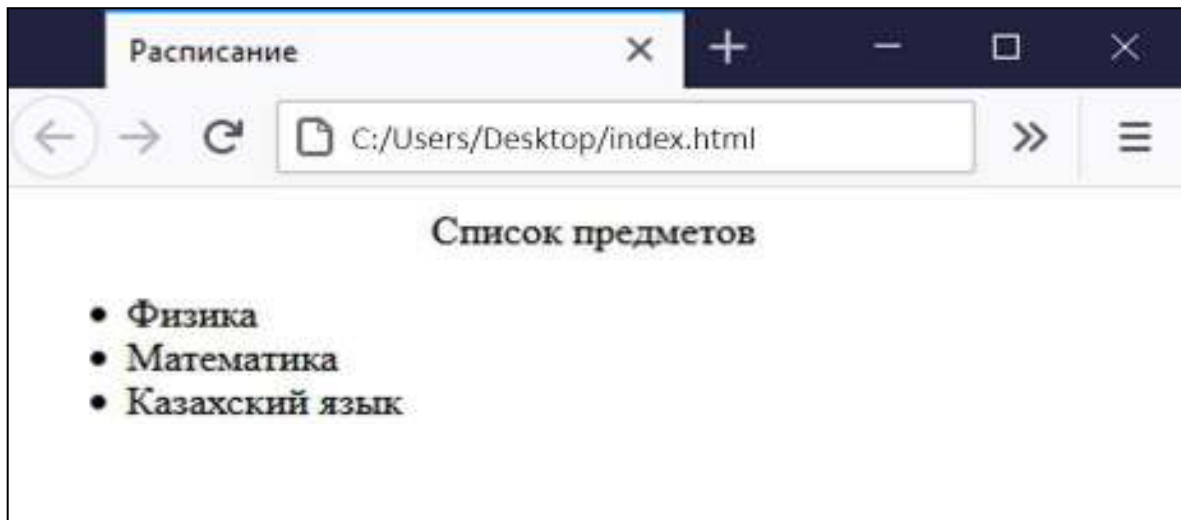 Расписание
C:/Users/Desktop/index.html
Список предметов
Физика
Математика
Казахский язык